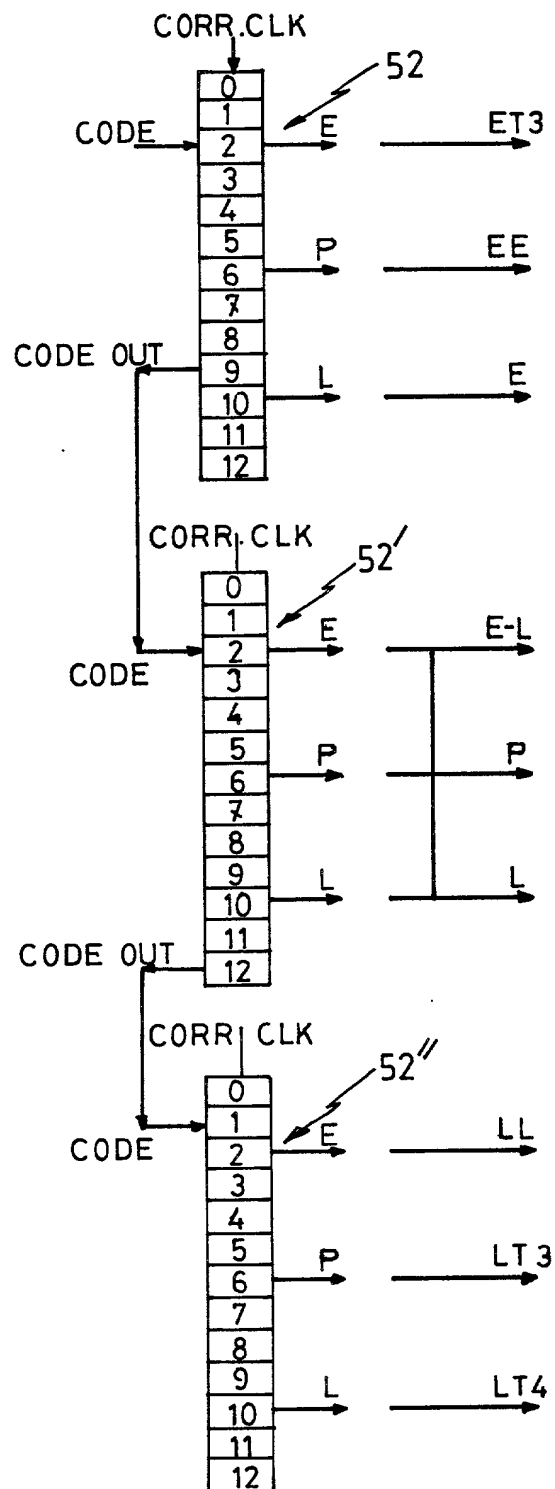 CORR.CLK
52
0
1
CODE 2 E ET3
3
4
5
6 P EE
7
8
CODE OUT 9
10 L E
11
12
CORR.CLK
52′
0
1
CODE 2 E E-L
3
4
5
6 P P
7
8
9
10 L L
11
CODE OUT 12
CORR CLK
52″
0
CODE 1
2 E LL
3
4
5
6 P LT3
7
8
9
10 L LT4
11
12